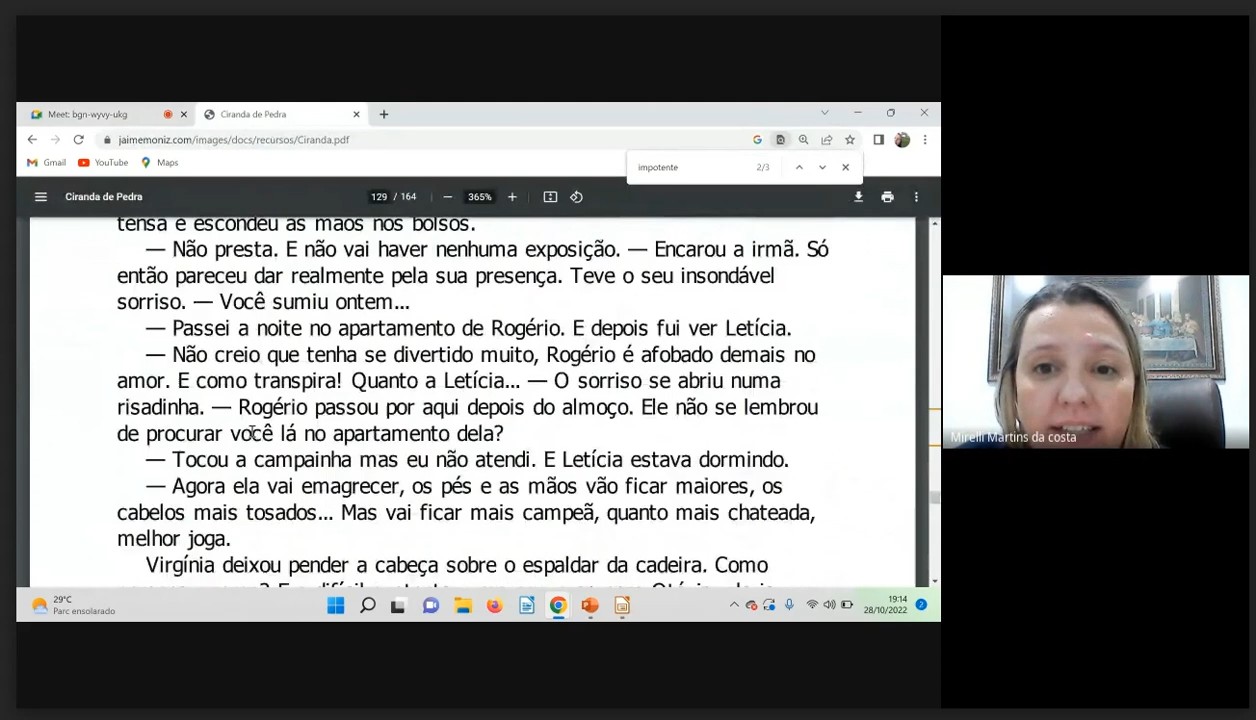 Meet: bgn-wyvy-ukg
Ciranda de Pedra
jaimemoniz.com/images/docs/recursos/Ciranda.pdf
G
Gmail
YouTube
Maps
impotente
2/3
Ciranda de Pedra
129 / 164
365%
tensa e escondeu as mãos nos bolsos.
— Não presta. E não vai haver nenhuma exposição. — Encarou a irmã. Só
então pareceu dar realmente pela sua presença. Teve o seu insondável
sorriso. — Você sumiu ontem...
— Passei a noite no apartamento de Rogério. E depois fui ver Letícia.
— Não creio que tenha se divertido muito, Rogério é afobado demais no
amor. E como transpira! Quanto a Letícia... — O sorriso se abriu numa
risadinha. — Rogério passou por aqui depois do almoço. Ele não se lembrou
de procurar você lá no apartamento dela?
— Tocou a campainha mas eu não atendi. E Letícia estava dormindo.
— Agora ela vai emagrecer, os pés e as mãos vão ficar maiores, os
cabelos mais tosados... Mas vai ficar mais campeã, quanto mais chateada,
melhor joga.
Virgínia deixou pender a cabeça sobre o espaldar da cadeira. Como
Mirelli Martins da costa
29°C
Parc ensolarado
19:14
28/10/2022
2